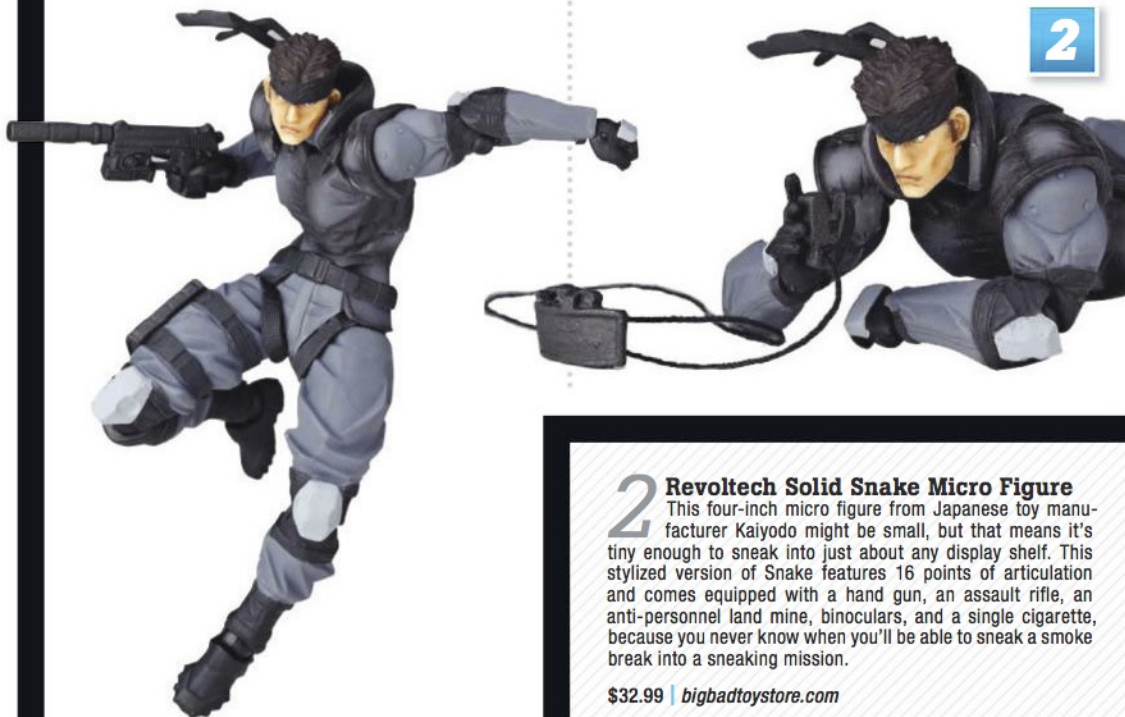 2
2 Revoltech Solid Snake Micro Figure
This four-inch micro figure from Japanese toy manu-
facturer Kaiyodo might be small, but that means it's
tiny enough to sneak into just about any display shelf. This
stylized version of Snake features 16 points of articulation
and comes equipped with a hand gun, an assault rifle, an
anti-personnel land mine, binoculars, and a single cigarette,
because you never know when you'll be able to sneak a smoke
break into a sneaking mission.
$32.99 | bigbadtoystore.com